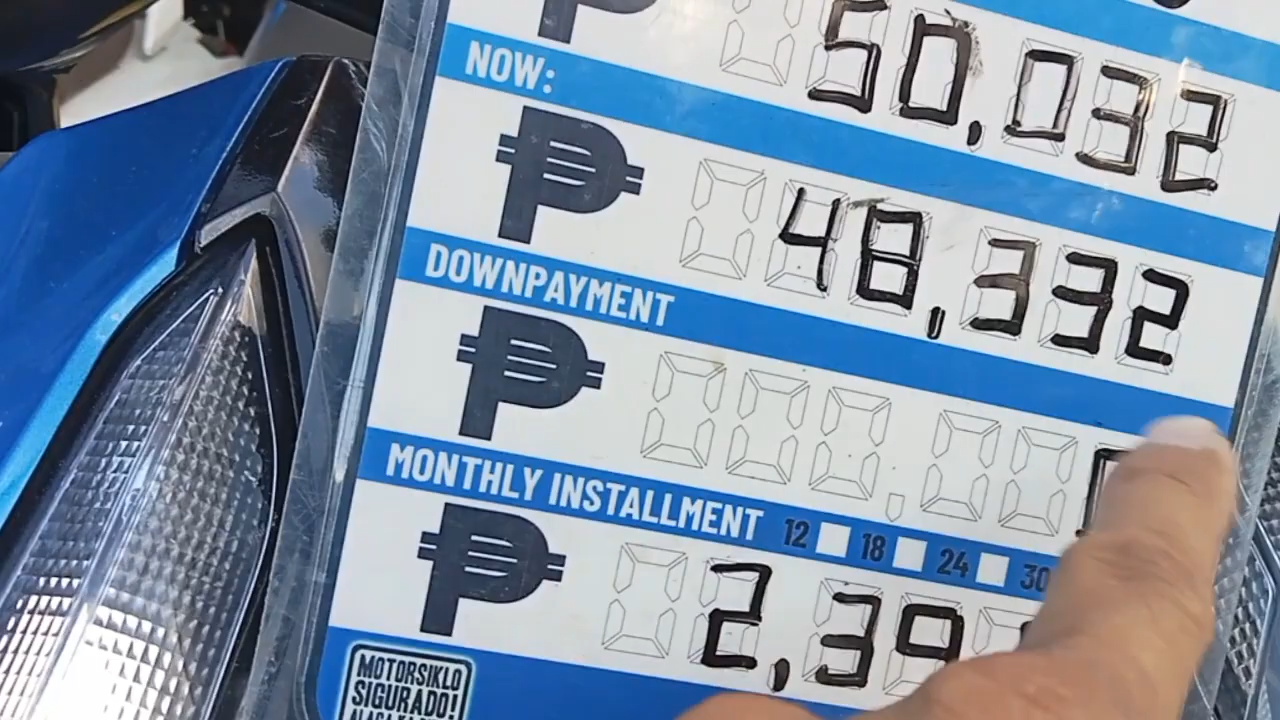 ₱ 50,032
NOW:
₱ 48,332
DOWNPAYMENT
₱
MONTHLY INSTALLMENT 12 18 24 30
₱ 2,39
MOTORSIKLO
SIGURADO!